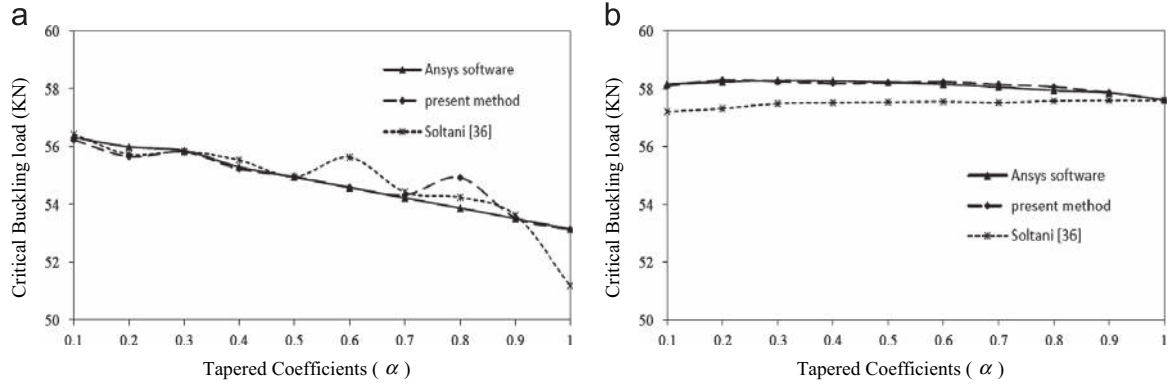 a
Critical Buckling load (KN)
60
58
56
54
52
50
Ansys software
present method
Soltani [36]
0.1 0.2 0.3 0.4 0.5 0.6 0.7 0.8 0.9 1
Tapered Coefficients ( α )
b
Critical Buckling load (KN)
60
58
56
54
52
50
Ansys software
present method
Soltani [36]
0.1 0.2 0.3 0.4 0.5 0.6 0.7 0.8 0.9 1
Tapered Coefficients ( α )